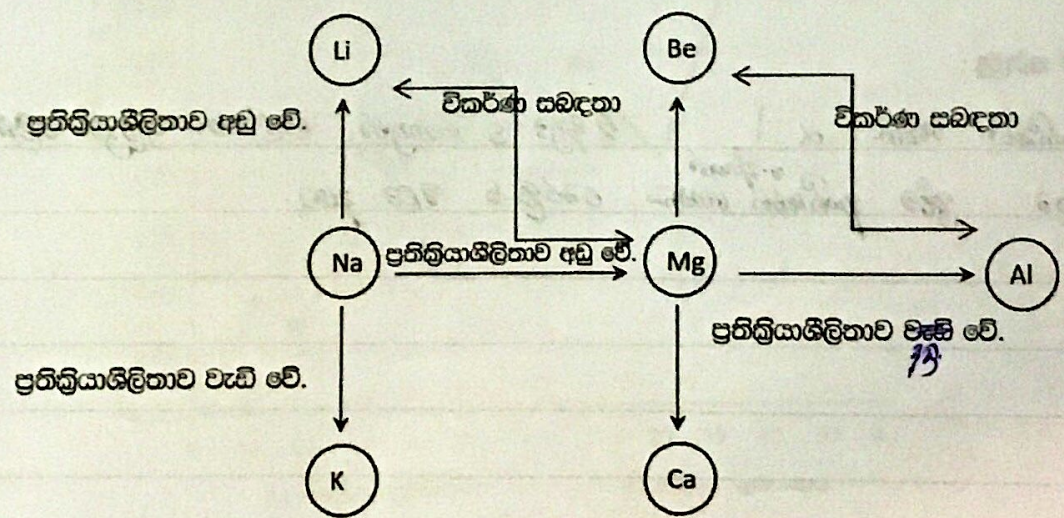 Li
Be
විකර්ණ සබඳතා
ප්‍රතික්‍රියාශීලිතාව අඩු වේ.
විකර්ණ සබඳතා
Na
ප්‍රතික්‍රියාශීලිතාව අඩු වේ.
Mg
Al
ප්‍රතික්‍රියාශීලිතාව වැඩි වේ.
ප්‍රතික්‍රියාශීලිතාව වැඩි වේ.
K
Ca